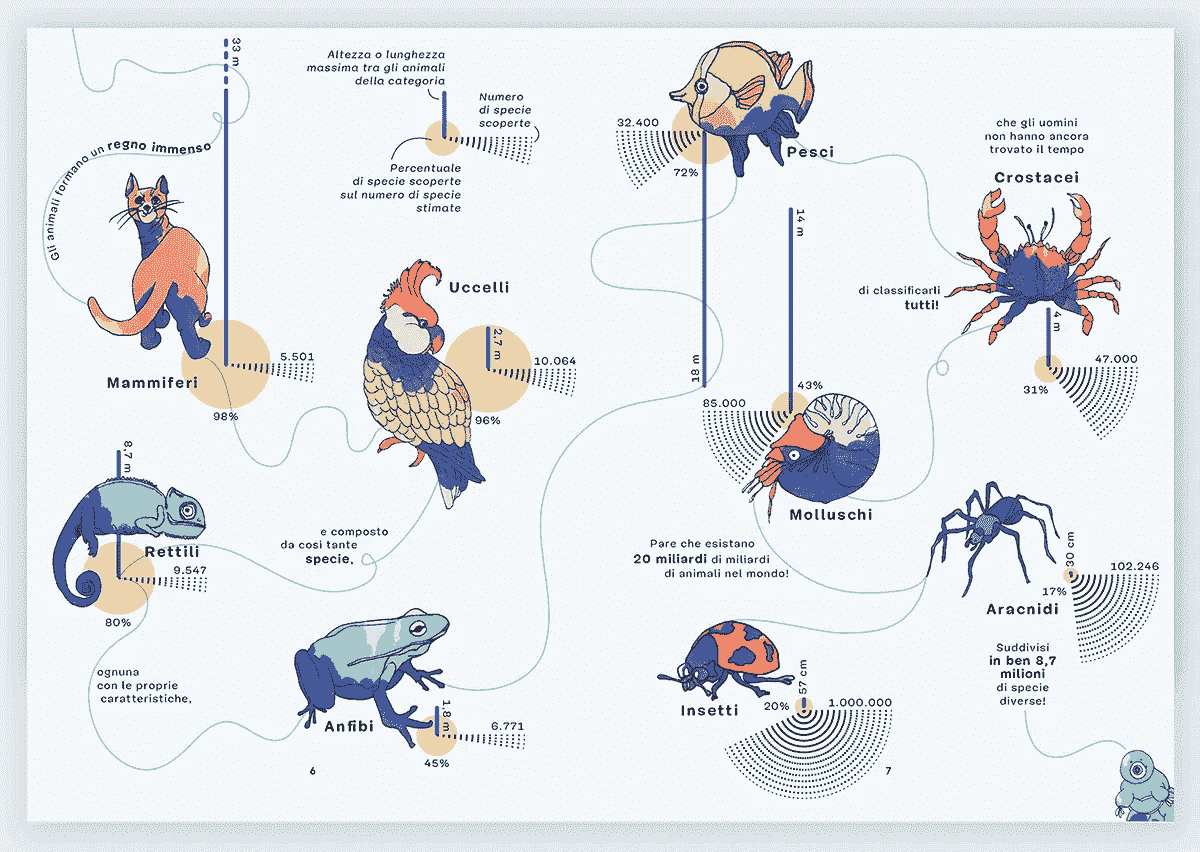 33 m
Altezza o lunghezza
massima tra gli animali
della categoria
Numero
di specie
scoperte
Percentuale
di specie scoperte
sul numero di specie
stimate
Gli animali formano un regno immenso
Mammiferi
5.501
98%
Uccelli
2,7 m
10.064
96%
8,7 m
Rettili
9.547
80%
e composto
da così tante
specie,
ognuna
con le proprie
caratteristiche,
Anfibi
1,8 m
6.771
45%
6
32.400
72%
Pesci
18 m
14 m
43%
85.000
Molluschi
che gli uomini
non hanno ancora
trovato il tempo
Crostacei
di classificarli
tutti!
4 m
47.000
31%
Pare che esistano
20 miliardi di miliardi
di animali nel mondo!
30 cm
102.246
17%
Aracnidi
Insetti
57 cm
20%
1.000.000
Suddivisi
in ben 8,7
milioni
di specie
diverse!
7